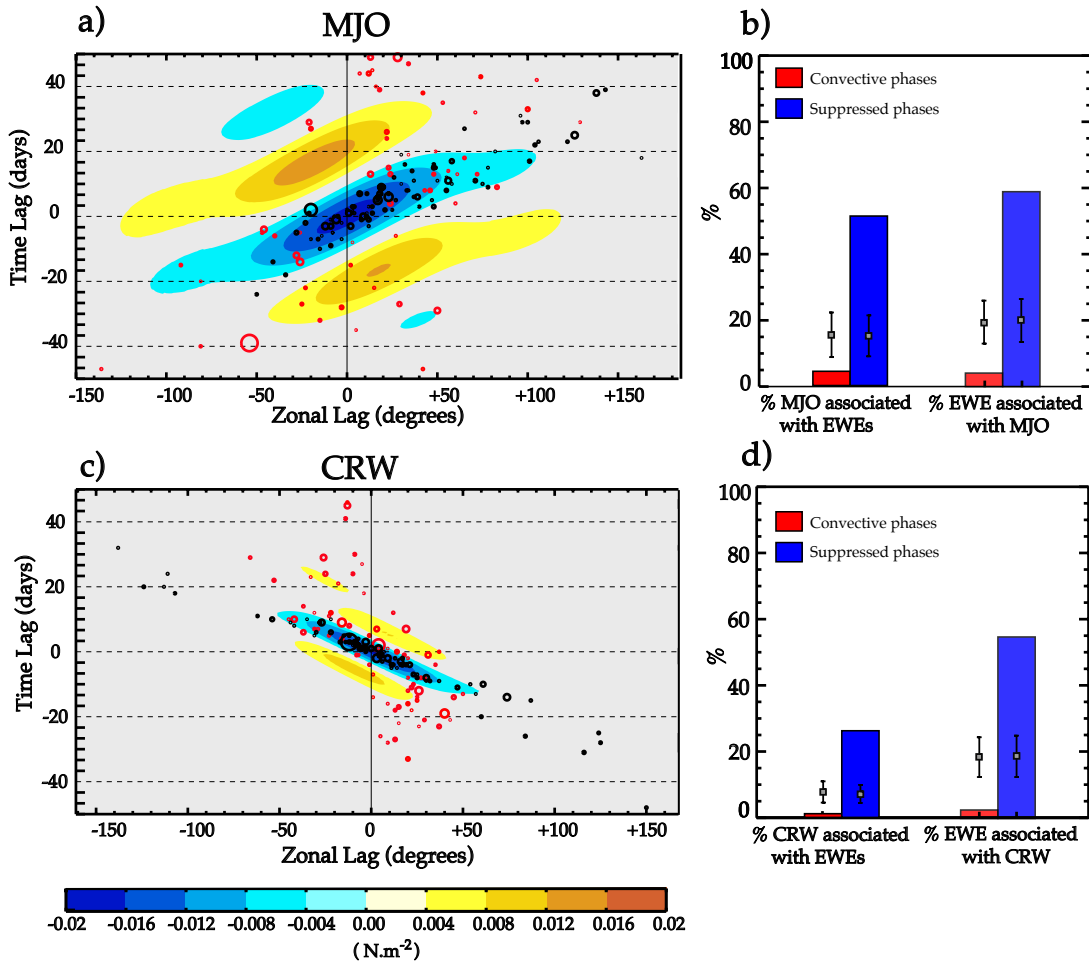 a)
MJO
Time Lag (days)
40
20
0
-20
-40
-150
-100
-50
0
+50
+100
+150
Zonal Lag (degrees)
b)
%
100
80
60
40
20
0
Convective phases
Suppressed phases
% MJO associated
with EWEs
% EWE associated
with MJO
c)
CRW
Time Lag (days)
40
20
0
-20
-40
-150
-100
-50
0
+50
+100
+150
Zonal Lag (degrees)
d)
%
100
80
60
40
20
0
Convective phases
Suppressed phases
% CRW associated
with EWEs
% EWE associated
with CRW
-0.02 -0.016 -0.012 -0.008 -0.004 0.00 0.004 0.008 0.012 0.016 0.02
( N.m-2)